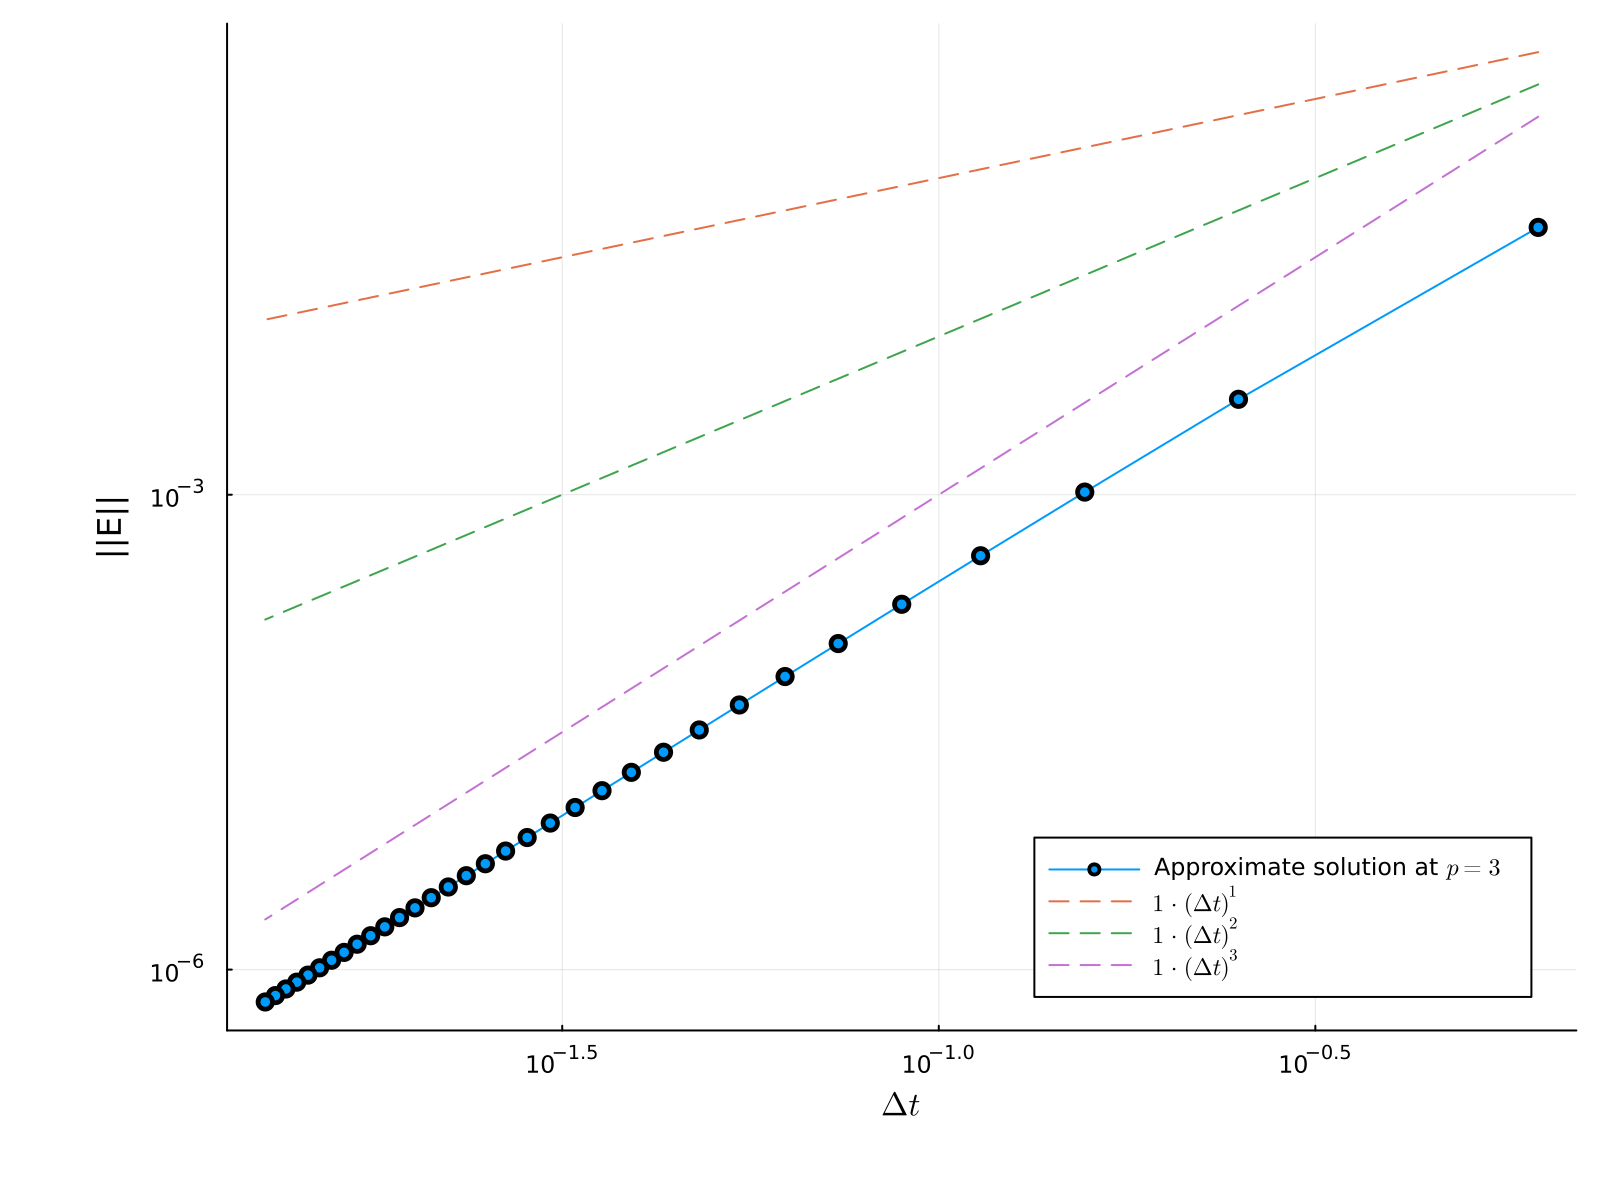 ||E||
10⁻³
10⁻⁶
Approximate solution at p = 3
1 · (Δt)¹
1 · (Δt)²
1 · (Δt)³
10⁻¹·⁵
10⁻¹·⁰
10⁻⁰·⁵
Δt